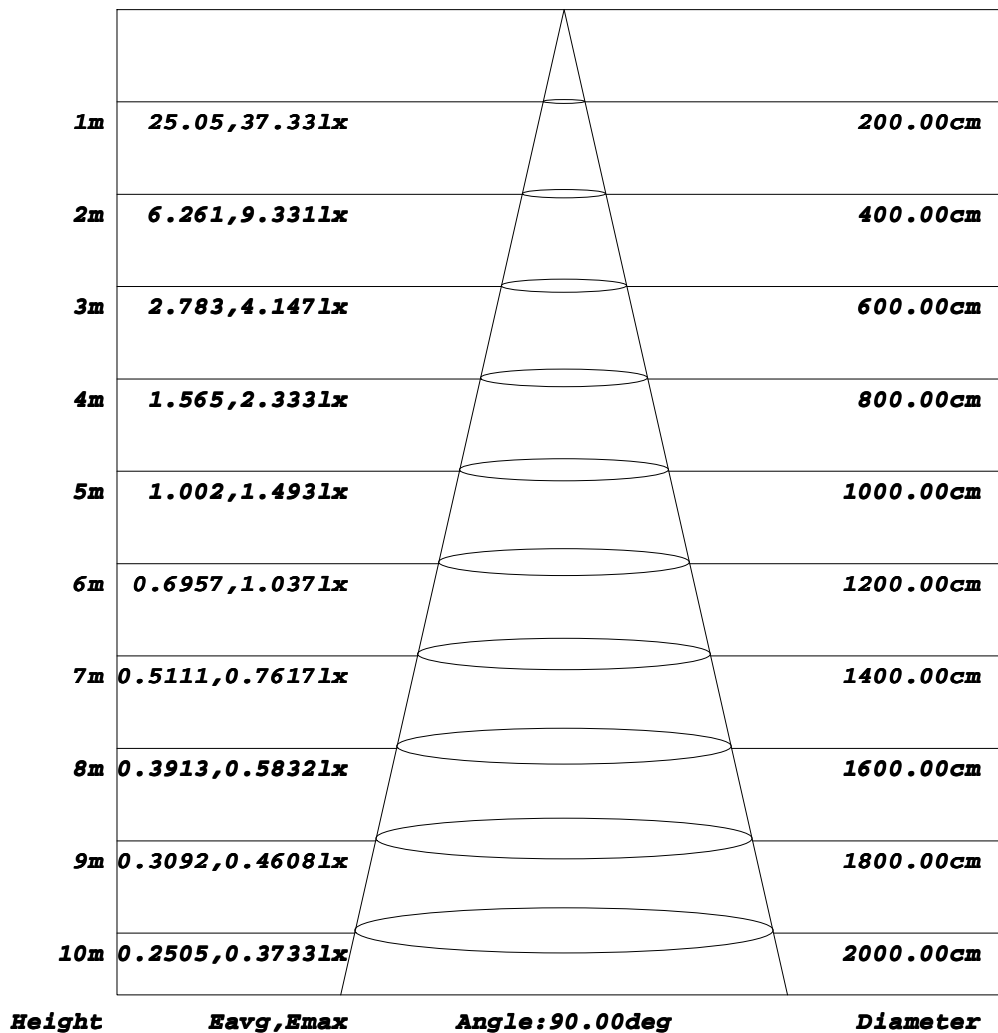 1m 25.05,37.33lx 200.00cm
2m 6.261,9.331lx 400.00cm
3m 2.783,4.147lx 600.00cm
4m 1.565,2.333lx 800.00cm
5m 1.002,1.493lx 1000.00cm
6m 0.6957,1.037lx 1200.00cm
7m 0.5111,0.7617lx 1400.00cm
8m 0.3913,0.5832lx 1600.00cm
9m 0.3092,0.4608lx 1800.00cm
10m 0.2505,0.3733lx 2000.00cm
Height Eavg,Emax Angle:90.00deg Diameter